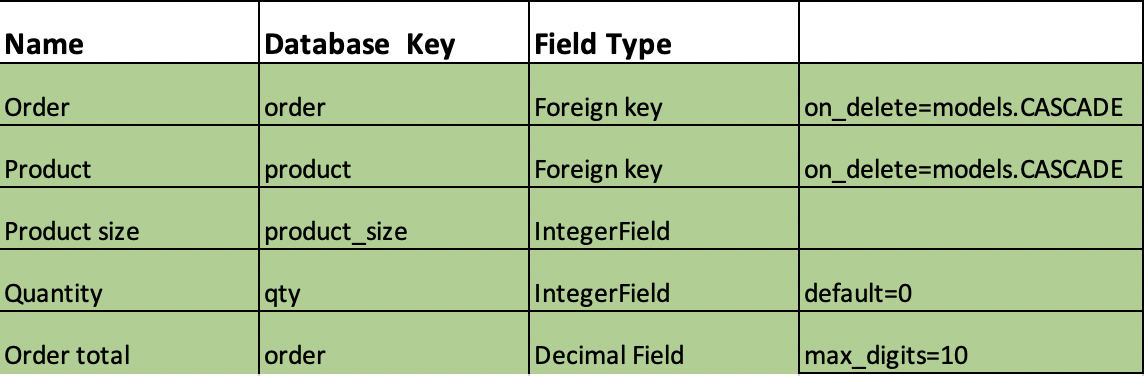 Name Database Key Field Type
Order order Foreign key on_delete=models.CASCADE
Product product Foreign key on_delete=models.CASCADE
Product size product_size IntegerField
Quantity qty IntegerField default=0
Order total order Decimal Field max_digits=10